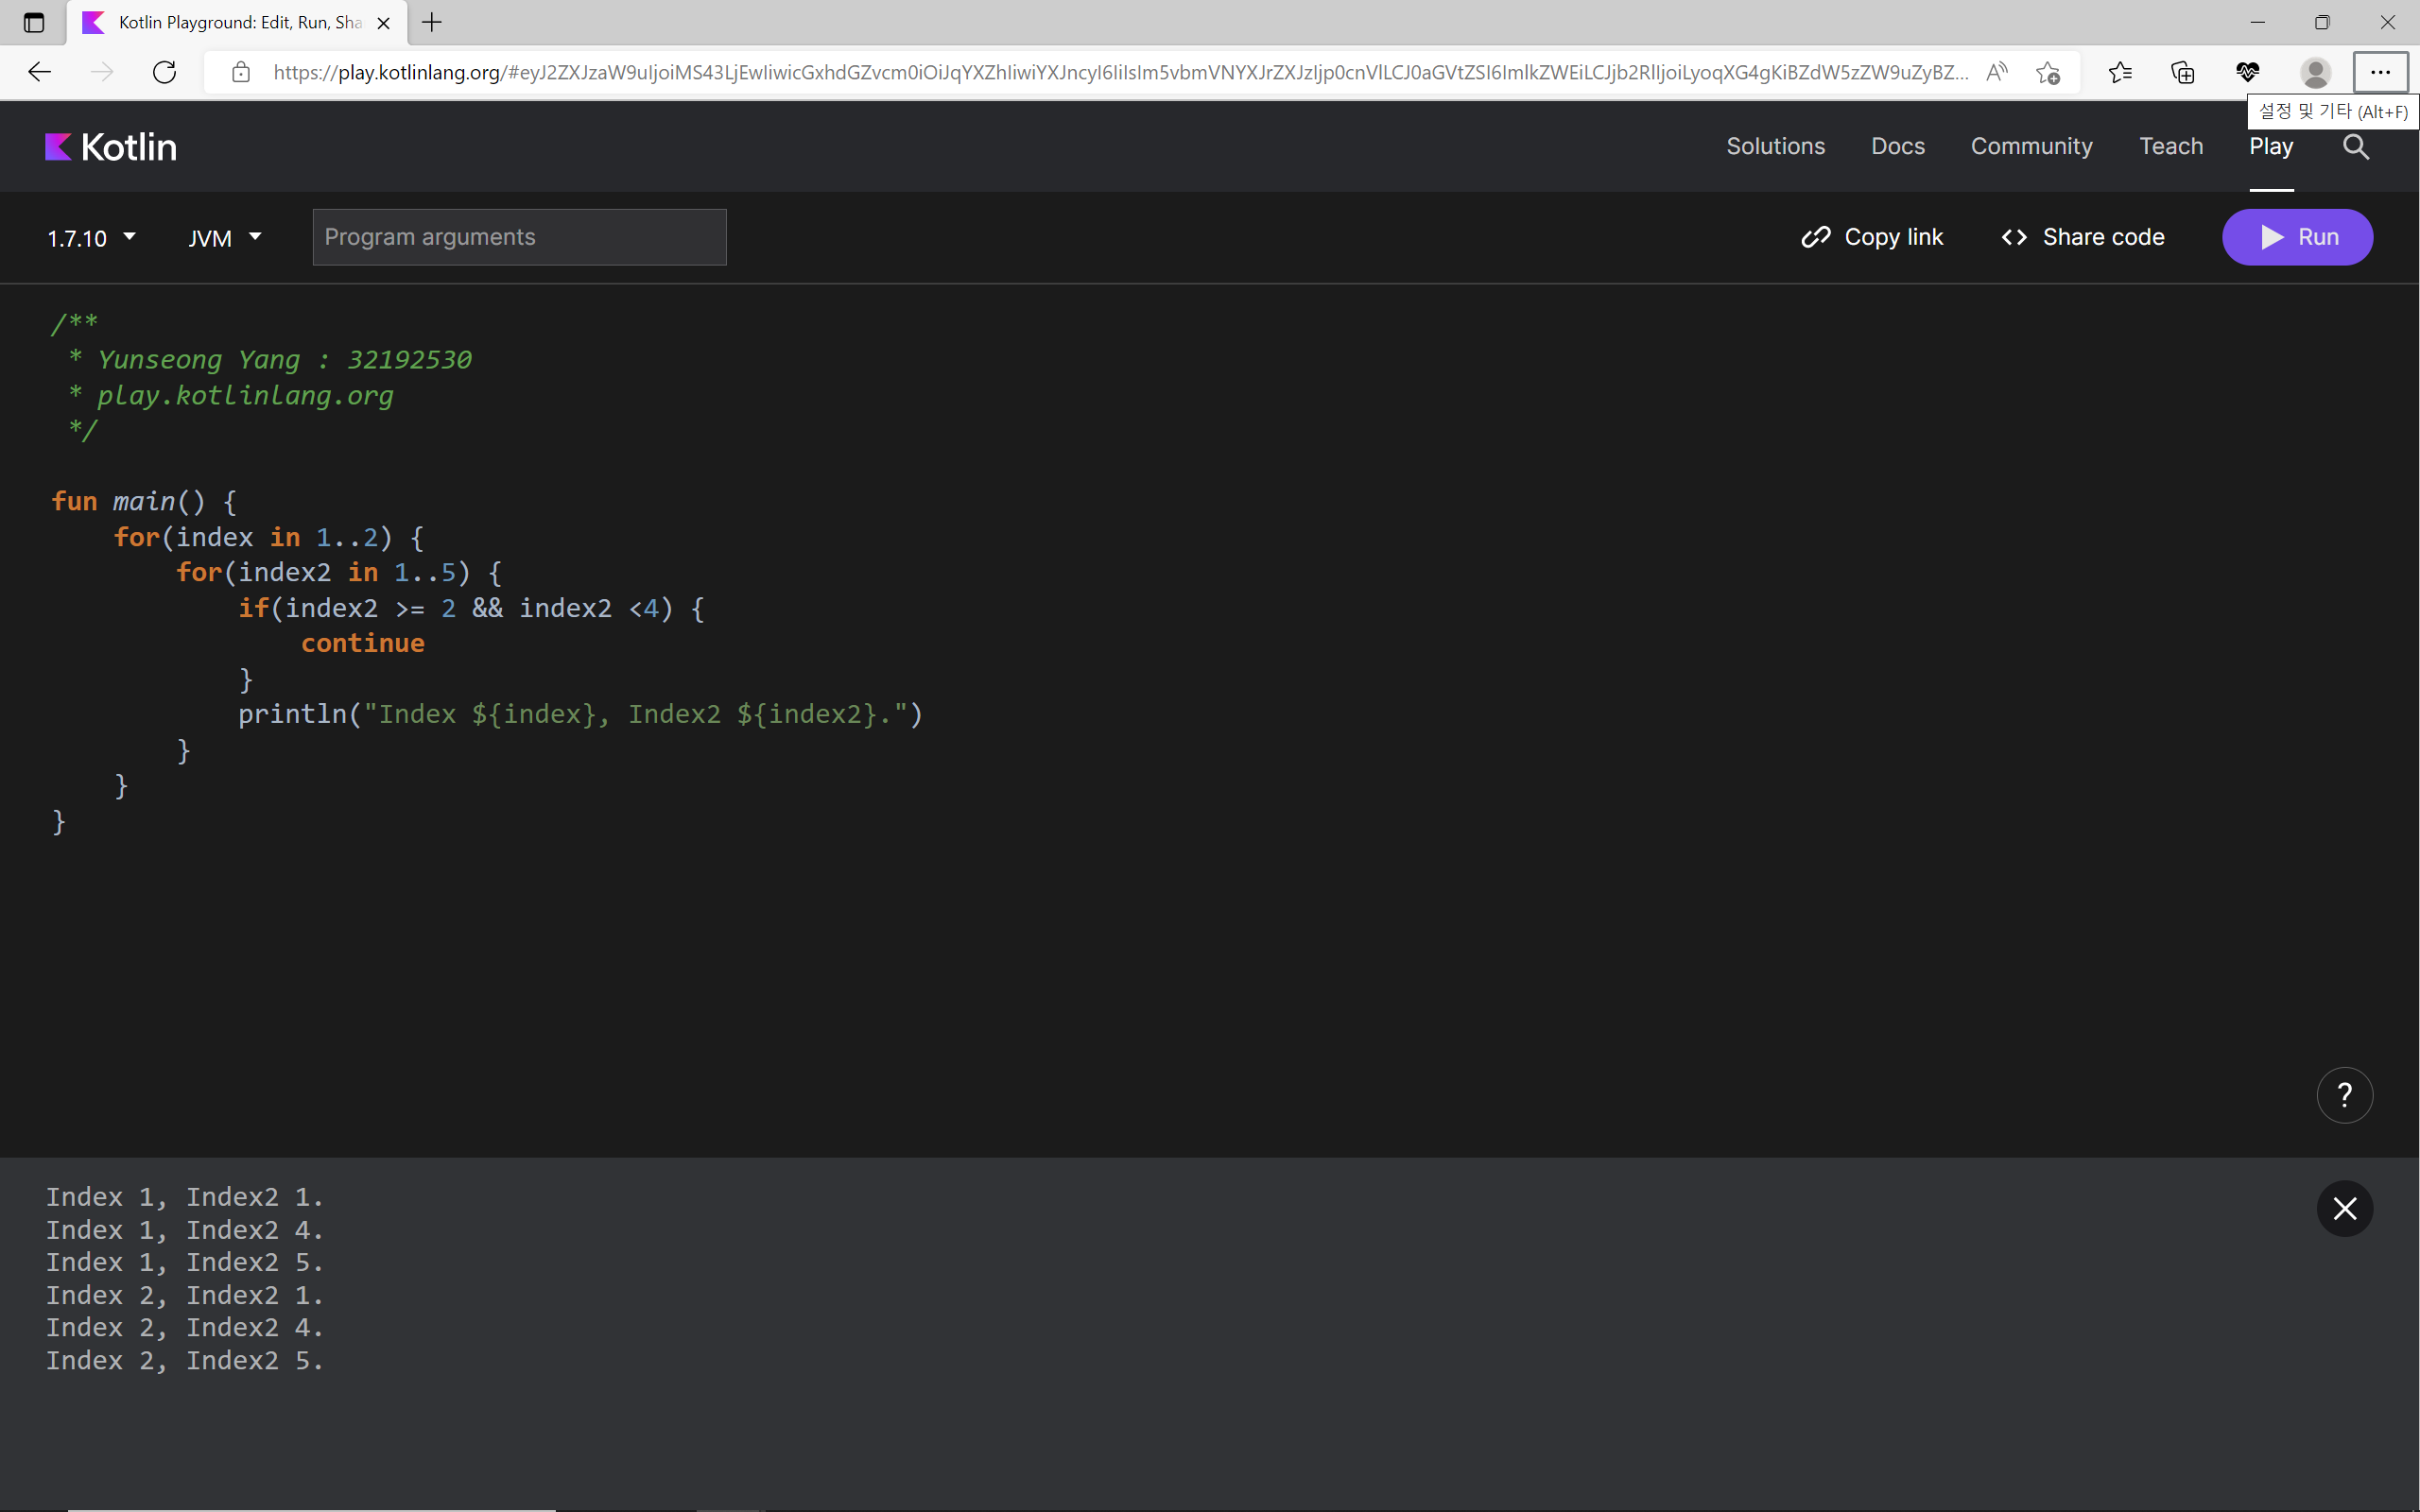 Kotlin Playground: Edit, Run, Sha
https://play.kotlinlang.org/#eyJ2ZXJzaW9uIjoiMS43LjEwIiwicGxhdGZvcm0iOiJqYXZhIiwiYXJncyI6IiIsIm5vbmVNYXJrZXJzIjp0cnVlLCJ0aGVtZSI6ImlkZWEiLCJjb2RlIjoiLyoqXG4gKiBZdW5zZW9uZyBZ...
설정 및 기타 (Alt+F)
Kotlin
Solutions
Docs
Community
Teach
Play
1.7.10
JVM
Program arguments
Copy link
Share code
Run
/**
 * Yunseong Yang : 32192530
 * play.kotlinlang.org
 */
fun main() {
    for(index in 1..2) {
        for(index2 in 1..5) {
            if(index2 >= 2 && index2 <4) {
                continue
            }
            println("Index ${index}, Index2 ${index2}.")
        }
    }
}
?
Index 1, Index2 1.
Index 1, Index2 4.
Index 1, Index2 5.
Index 2, Index2 1.
Index 2, Index2 4.
Index 2, Index2 5.